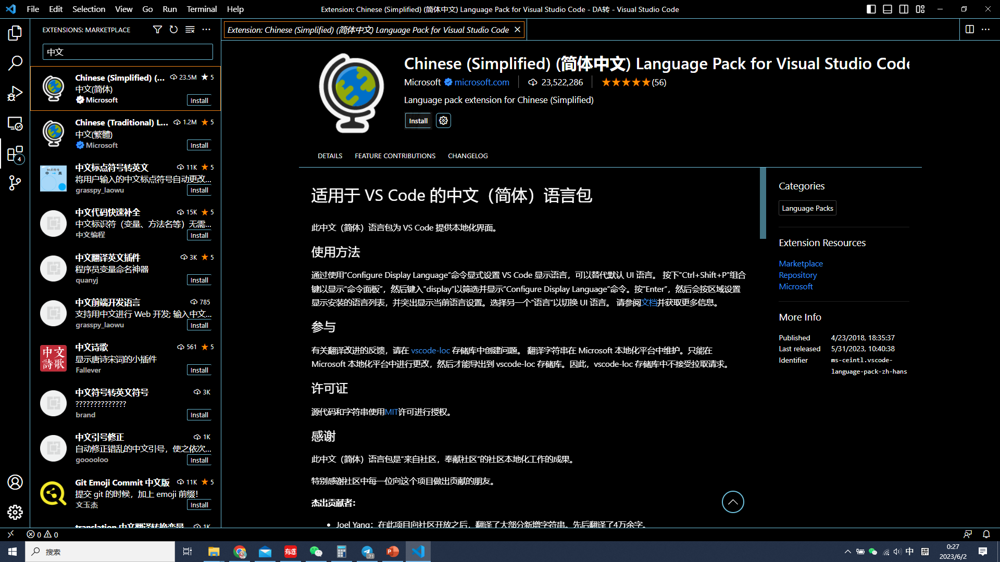 File Edit Selection View Go Run Terminal Help
Extension: Chinese (Simplified) (简体中文) Language Pack for Visual Studio Code - DA转 - Visual Studio Code
EXTENSIONS: MARKETPLACE
中文
Chinese (Simplified) (... 23.5M 5
中文(简体)
Microsoft Install
Chinese (Traditional) L... 1.2M 5
中文(繁體)
Microsoft Install
中文标点符号转英文 11K 5
将用户输入的中文标点符号自动更改...
grasspy_laowu Install
中文代码快速补全 15K 5
中文标识符（变量、方法名等）无需...
中文编程 Install
中文翻译英文插件 3K 5
程序员变量命名神器
quanyj Install
中文前端开发语言 785
支持用中文进行 Web 开发; 输入中文...
grasspy_laowu Install
中文诗歌 561 5
显示唐诗宋词的小插件
Fallever Install
中文符号转英文符号 3K
??????????????
brand Install
中文引号修正 1K
自动修正错乱的中文引号，使之依次...
gooooloo Install
Git Emoji Commit 中文版 11K 5
提交 git 的时候，加上 emoji 前缀！
文玉杰 Install
translation 中文翻译转换变量 1K
标点符号
中 → 英
中文
詩歌
4
Extension: Chinese (Simplified) (简体中文) Language Pack for Visual Studio Code
Chinese (Simplified) (简体中文) Language Pack for Visual Studio Code
Microsoft microsoft.com 23,522,286 (56)
Language pack extension for Chinese (Simplified)
Install
DETAILS FEATURE CONTRIBUTIONS CHANGELOG
适用于 VS Code 的中文（简体）语言包
此中文（简体）语言包为 VS Code 提供本地化界面。
使用方法
通过使用“Configure Display Language”命令显式设置 VS Code 显示语言，可以替代默认 UI 语言。 按下“Ctrl+Shift+P”组合
键以显示“命令面板”，然后键入“display”以筛选并显示“Configure Display Language”命令。按“Enter”，然后会按区域设置
显示安装的语言列表，并突出显示当前语言设置。选择另一个“语言”以切换 UI 语言。 请参阅文档并获取更多信息。
参与
有关翻译改进的反馈，请在 vscode-loc 存储库中创建问题。 翻译字符串在 Microsoft 本地化平台中维护。只能在
Microsoft 本地化平台中进行更改，然后才能导出到 vscode-loc 存储库。因此，vscode-loc 存储库中不接受拉取请求。
许可证
源代码和字符串使用MIT许可进行授权。
感谢
此中文（简体）语言包是“来自社区，奉献社区”的社区本地化工作的成果。
特别感谢社区中每一位向这个项目做出贡献的朋友。
杰出贡献者：
• Joel Yang：在此项目向社区开放之后，翻译了大部分新增字符串。先后翻译了4万余字。
Categories
Language Packs
Extension Resources
Marketplace
Repository
Microsoft
More Info
Published 4/23/2018, 18:35:37
Last released 5/31/2023, 10:40:38
Identifier ms-ceintl.vscode-
language-pack-zh-hans
0 0
搜索
有道
71
P
中 拼
0:27
2023/6/2